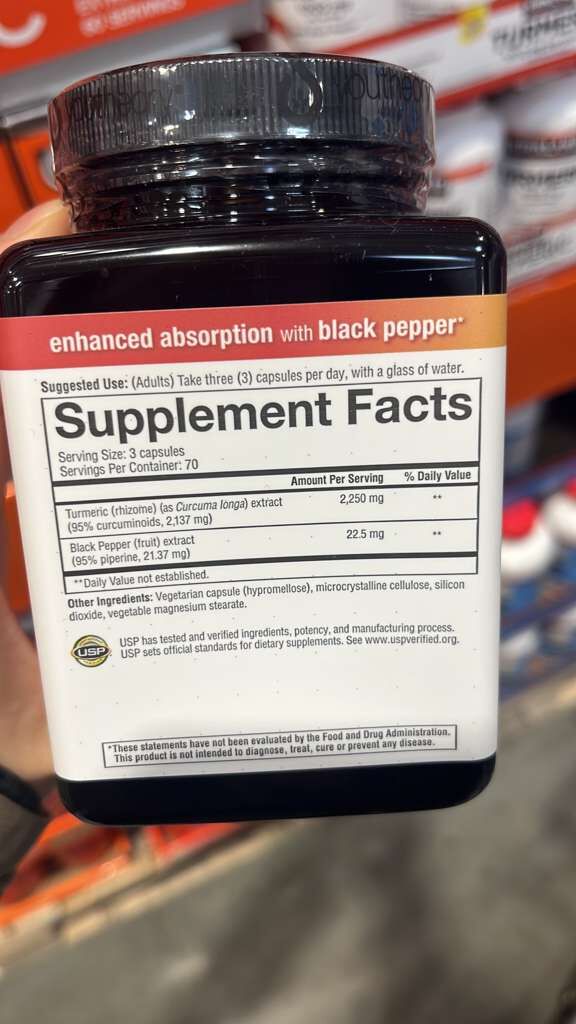 youtheory
enhanced absorption with black pepper*
Suggested Use: (Adults) Take three (3) capsules per day, with a glass of water.
Supplement Facts
Serving Size: 3 capsules
Servings Per Container: 70
Amount Per Serving % Daily Value
Turmeric (rhizome) (as Curcuma longa) extract 2,250 mg **
(95% curcuminoids, 2,137 mg)
Black Pepper (fruit) extract 22.5 mg **
(95% piperine, 21.37 mg)
**Daily Value not established.
Other Ingredients: Vegetarian capsule (hypromellose), microcrystalline cellulose, silicon
dioxide, vegetable magnesium stearate.
USP
USP has tested and verified ingredients, potency, and manufacturing process.
USP sets official standards for dietary supplements. See www.uspverified.org.
*These statements have not been evaluated by the Food and Drug Administration.
This product is not intended to diagnose, treat, cure or prevent any disease.